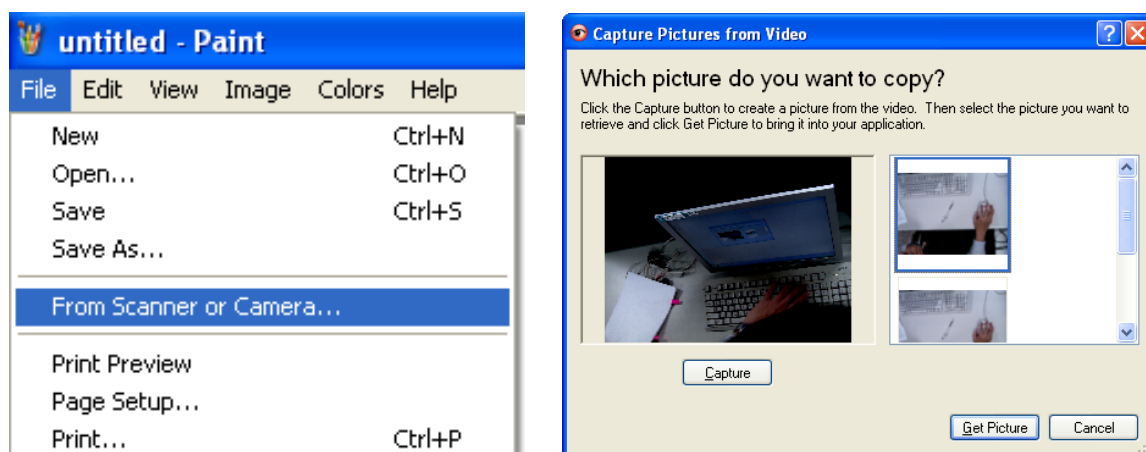 untitled - Paint
File Edit View Image Colors Help
New Ctrl+N
Open... Ctrl+O
Save Ctrl+S
Save As...
From Scanner or Camera...
Print Preview
Page Setup...
Print... Ctrl+P
Capture Pictures from Video
Which picture do you want to copy?
Click the Capture button to create a picture from the video. Then select the picture you want to
retrieve and click Get Picture to bring it into your application.
Capture
Get Picture Cancel